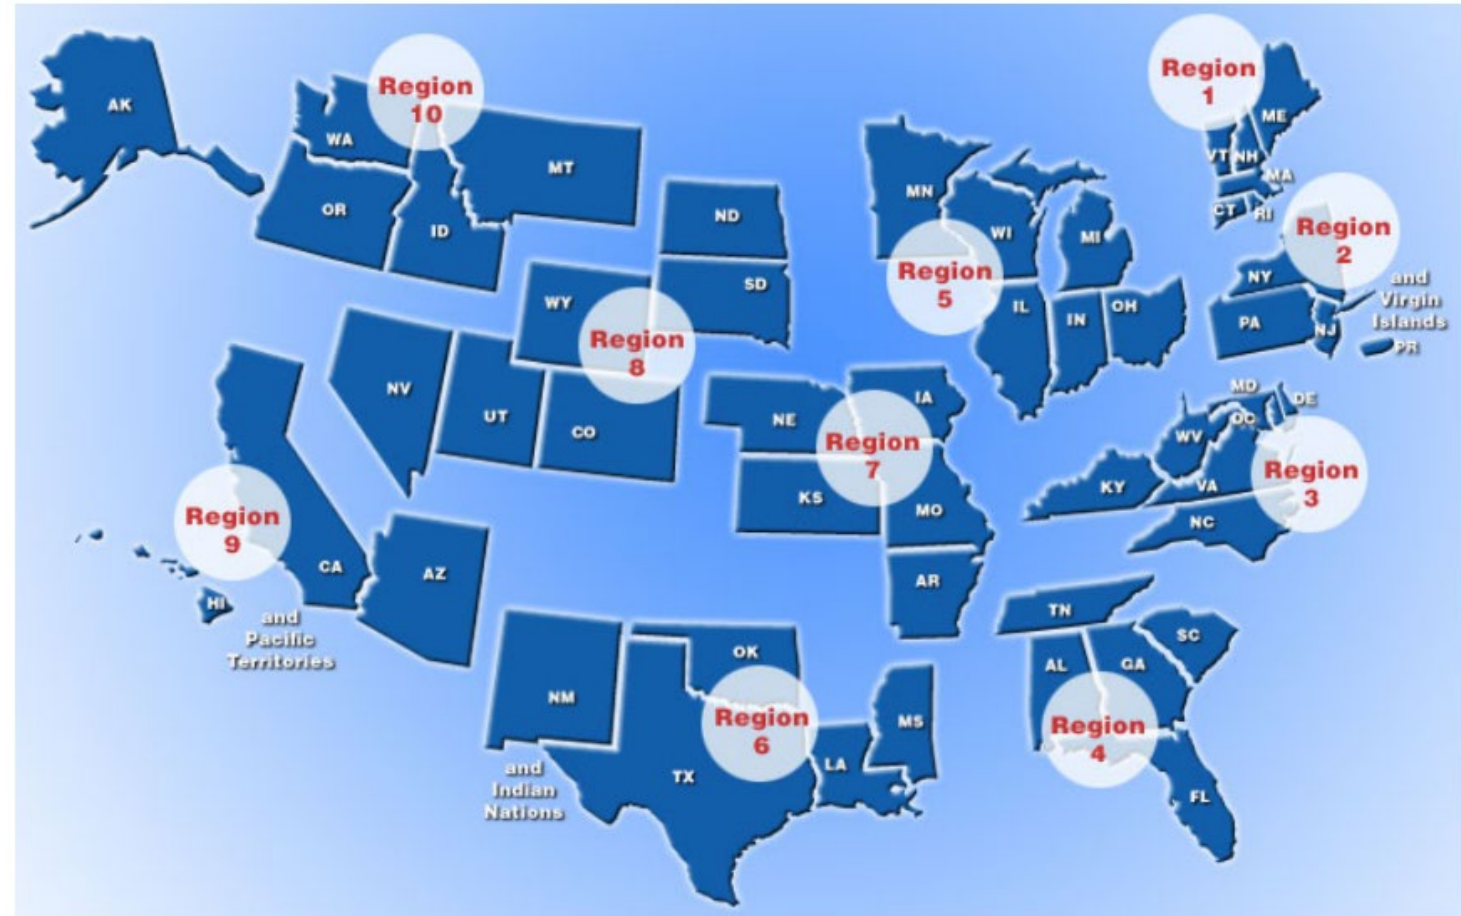 AK
WA
Region
10
MT
OR
ID
ND
SD
WY
Region
8
NV
UT
CO
Region
9
CA
AZ
HI
and
Pacific
Territories
NM
OK
TX
and
Indian
Nations
Region
6
LA
MS
NE
IA
Region
7
KS
MO
AR
MN
WI
MI
Region
5
IL
IN
OH
Region
1
ME
VT
NH
MA
CT
RI
Region
2
NY
PA
NJ
and
Virgin
Islands
PR
MD
DE
DC
WV
Region
3
KY
VA
NC
TN
SC
AL
GA
Region
4
FL